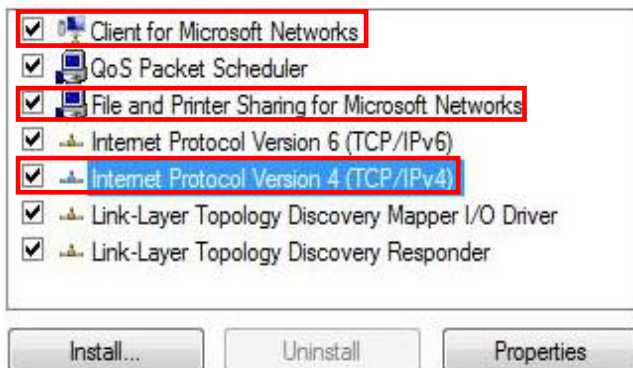 Client for Microsoft Networks
QoS Packet Scheduler
File and Printer Sharing for Microsoft Networks
Internet Protocol Version 6 (TCP/IPv6)
Internet Protocol Version 4 (TCP/IPv4)
Link-Layer Topology Discovery Mapper I/O Driver
Link-Layer Topology Discovery Responder
Install... Uninstall Properties